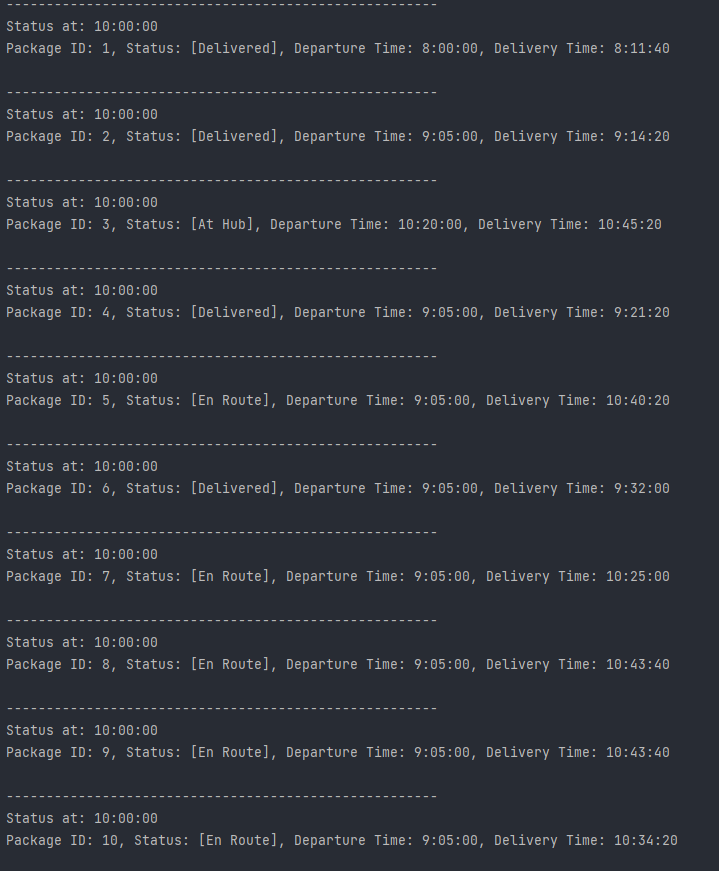 ------------------------------------------------------
Status at: 10:00:00
Package ID: 1, Status: [Delivered], Departure Time: 8:00:00, Delivery Time: 8:11:40
------------------------------------------------------
Status at: 10:00:00
Package ID: 2, Status: [Delivered], Departure Time: 9:05:00, Delivery Time: 9:14:20
------------------------------------------------------
Status at: 10:00:00
Package ID: 3, Status: [At Hub], Departure Time: 10:20:00, Delivery Time: 10:45:20
------------------------------------------------------
Status at: 10:00:00
Package ID: 4, Status: [Delivered], Departure Time: 9:05:00, Delivery Time: 9:21:20
------------------------------------------------------
Status at: 10:00:00
Package ID: 5, Status: [En Route], Departure Time: 9:05:00, Delivery Time: 10:40:20
------------------------------------------------------
Status at: 10:00:00
Package ID: 6, Status: [Delivered], Departure Time: 9:05:00, Delivery Time: 9:32:00
------------------------------------------------------
Status at: 10:00:00
Package ID: 7, Status: [En Route], Departure Time: 9:05:00, Delivery Time: 10:25:00
------------------------------------------------------
Status at: 10:00:00
Package ID: 8, Status: [En Route], Departure Time: 9:05:00, Delivery Time: 10:43:40
------------------------------------------------------
Status at: 10:00:00
Package ID: 9, Status: [En Route], Departure Time: 9:05:00, Delivery Time: 10:43:40
------------------------------------------------------
Status at: 10:00:00
Package ID: 10, Status: [En Route], Departure Time: 9:05:00, Delivery Time: 10:34:20